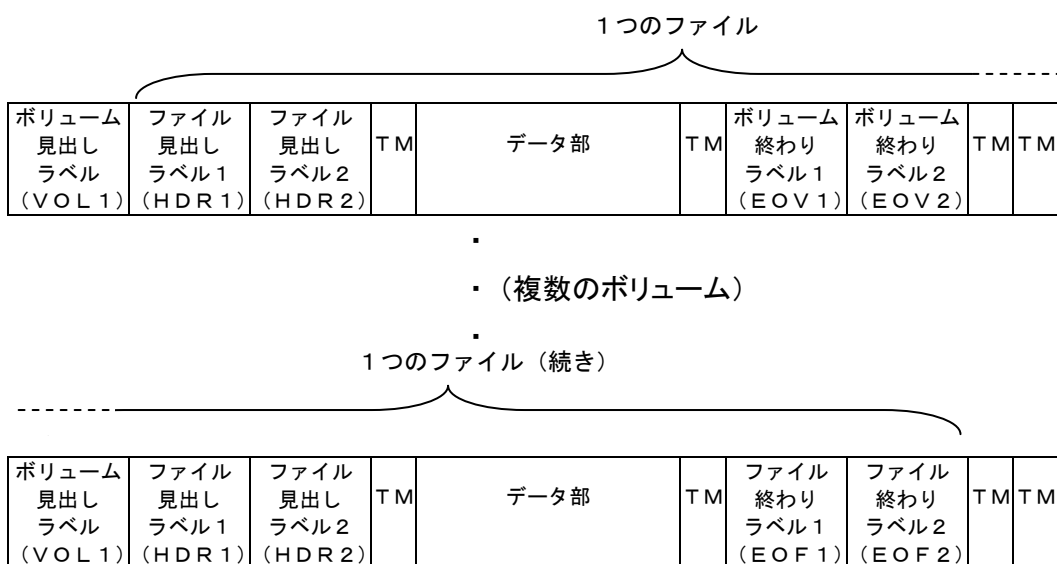 １つのファイル
ボリューム見出しラベル（ＶＯＬ１）
ファイル見出しラベル１（ＨＤＲ１）
ファイル見出しラベル２（ＨＤＲ２）
ＴＭ
データ部
ＴＭ
ボリューム終わりラベル１（ＥＯＶ１）
ボリューム終わりラベル２（ＥＯＶ２）
ＴＭ
ＴＭ
・
・（複数のボリューム）
・
１つのファイル（続き）
ボリューム見出しラベル（ＶＯＬ１）
ファイル見出しラベル１（ＨＤＲ１）
ファイル見出しラベル２（ＨＤＲ２）
ＴＭ
データ部
ＴＭ
ファイル終わりラベル１（ＥＯＦ１）
ファイル終わりラベル２（ＥＯＦ２）
ＴＭ
ＴＭ